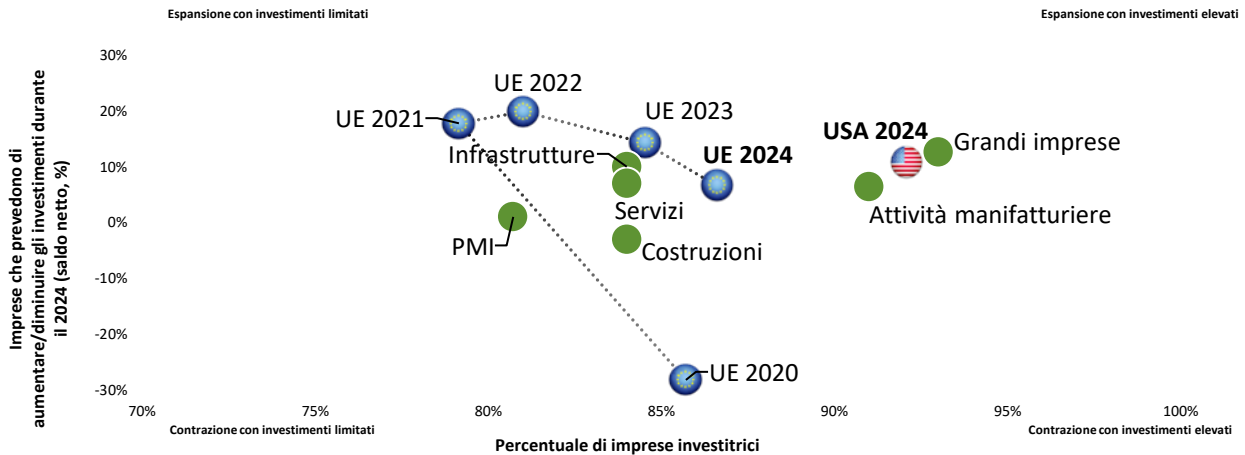 Espansione con investimenti limitati
Espansione con investimenti elevati
Imprese che prevedono di
aumentare/diminuire gli investimenti durante
il 2024 (saldo netto, %)
30%
20%
10%
0%
-10%
-20%
-30%
UE 2022
UE 2021
UE 2023
Infrastrutture
UE 2024
USA 2024
Grandi imprese
Servizi
Attività manifatturiere
PMI
Costruzioni
UE 2020
70%
75%
80%
85%
90%
95%
100%
Contrazione con investimenti limitati
Contrazione con investimenti elevati
Percentuale di imprese investitrici